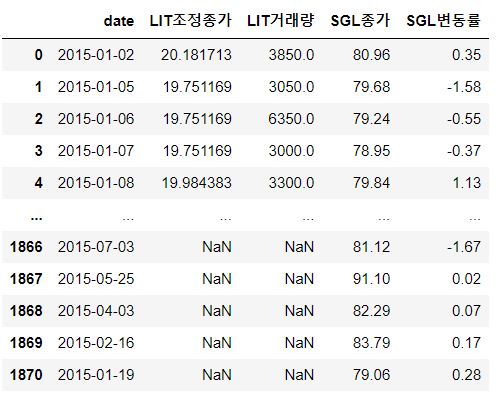 date LIT조정종가 LIT거래량 SGL종가 SGL변동률
0 2015-01-02 20.181713 3850.0 80.96 0.35
1 2015-01-05 19.751169 3050.0 79.68 -1.58
2 2015-01-06 19.751169 6350.0 79.24 -0.55
3 2015-01-07 19.751169 3000.0 78.95 -0.37
4 2015-01-08 19.984383 3300.0 79.84 1.13
... ... ... ... ... ...
1866 2015-07-03 NaN NaN 81.12 -1.67
1867 2015-05-25 NaN NaN 91.10 0.02
1868 2015-04-03 NaN NaN 82.29 0.07
1869 2015-02-16 NaN NaN 83.79 0.17
1870 2015-01-19 NaN NaN 79.06 0.28